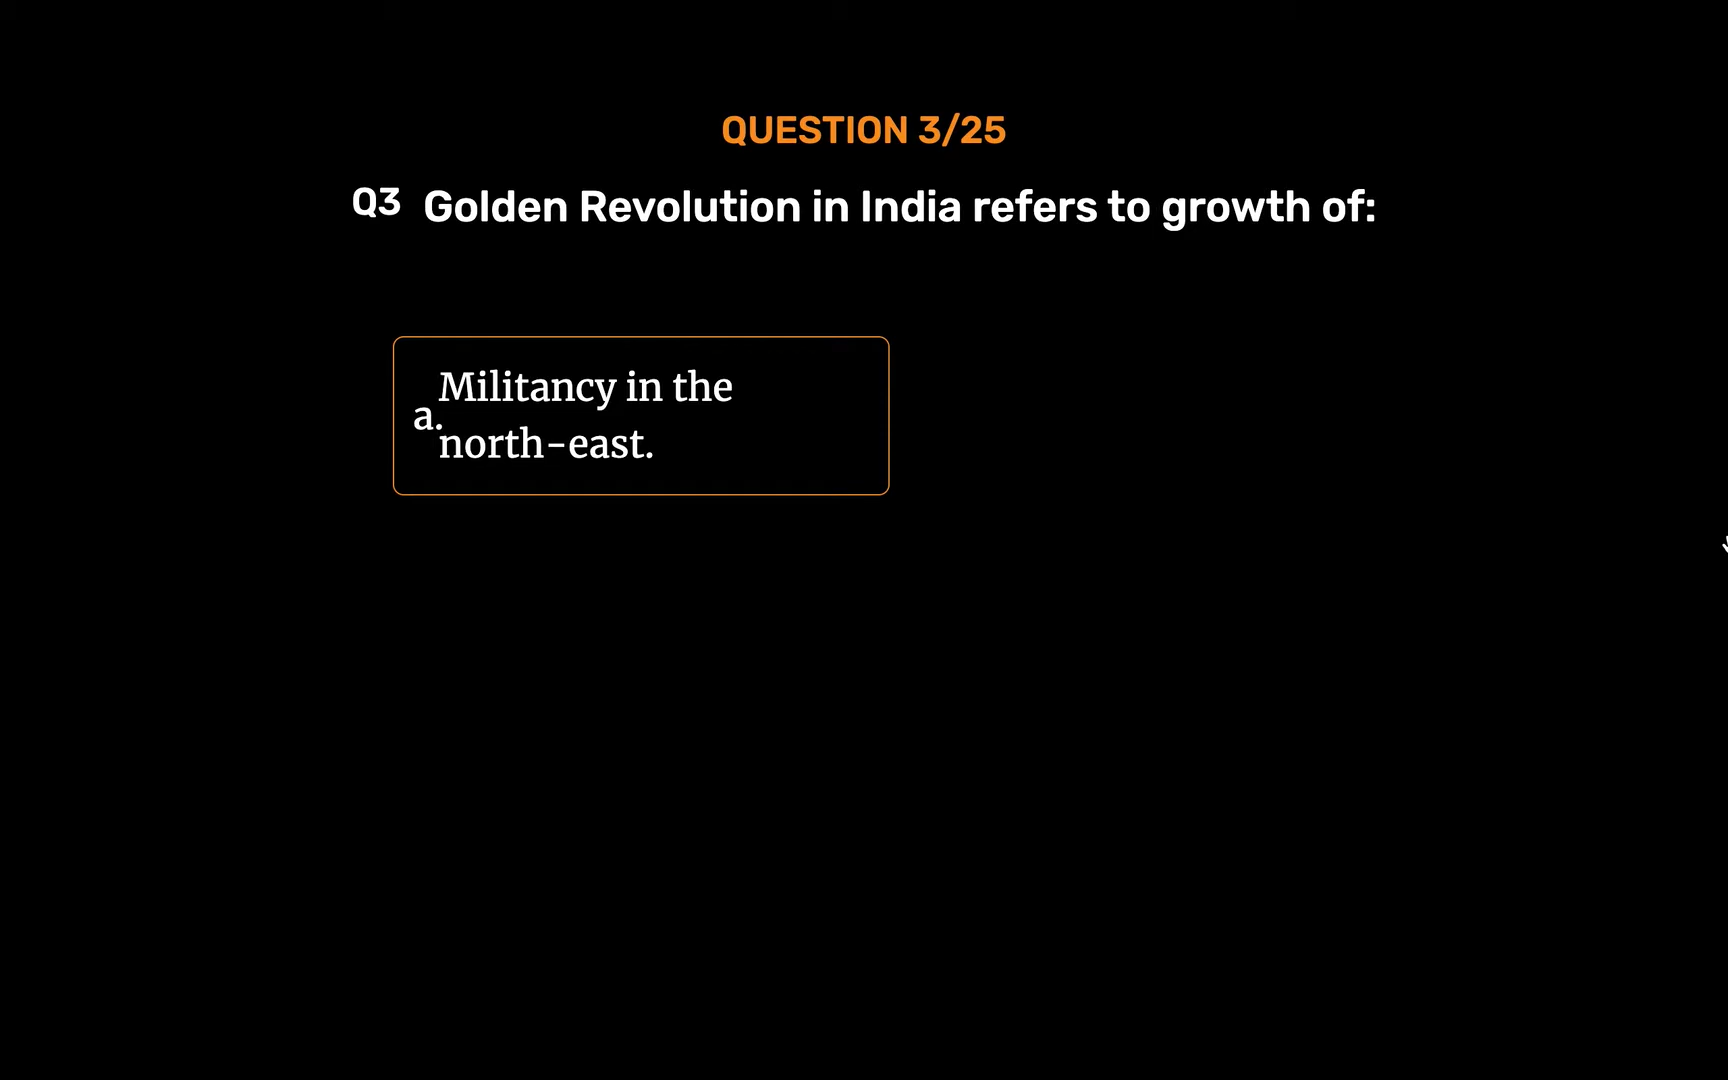 QUESTION 3/25
Q3 Golden Revolution in India refers to growth of:
a. Militancy in the
north-east.